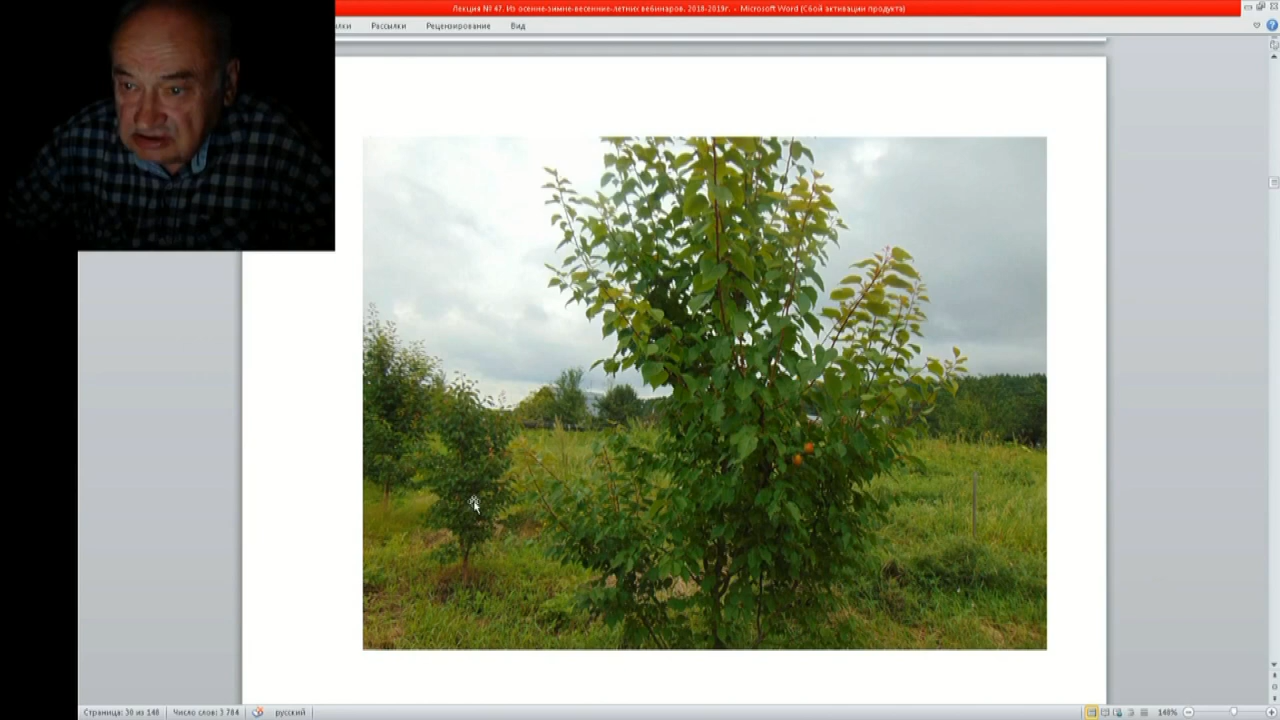 Лекция № 47. Из осенне-зимне-весенние-летних вебинаров. 2018-2019г. - Microsoft Word (Сбой активации продукта)
Рассылки Рецензирование Вид
Страница: 30 из 148 Число слов: 3 784 русский 148%